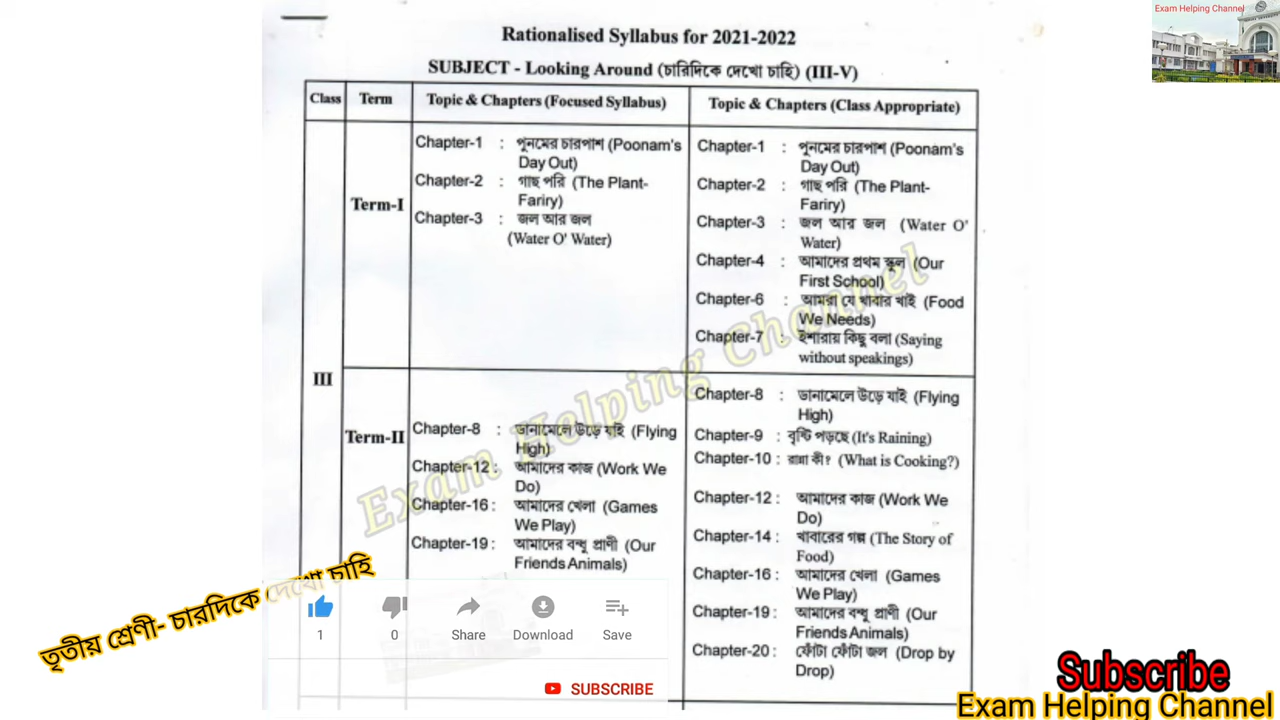 Exam Helping Channel
Rationalised Syllabus for 2021-2022
SUBJECT - Looking Around (চারিদিকে দেখো চাহি) (III-V)
Class Term Topic & Chapters (Focused Syllabus) Topic & Chapters (Class Appropriate)
III
Term-I
Chapter-1 : পুনমের চারপাশ (Poonam's
Day Out)
Chapter-2 : গাছ পরি (The Plant-
Fariry)
Chapter-3 : জল আর জল
(Water O' Water)
Chapter-1 : পুনমের চারপাশ (Poonam's
Day Out)
Chapter-2 : গাছ পরি (The Plant-
Fariry)
Chapter-3 : জল আর জল (Water O'
Water)
Chapter-4 : আমাদের প্রথম স্কুল (Our
First School)
Chapter-6 : আমরা যে খাবার খাই (Food
We Needs)
Chapter-7 : ইশারায় কিছু বলা (Saying
without speakings)
Term-II
Chapter-8 : ডানামেলে উড়ে যাই (Flying
High)
Chapter-12 : আমাদের কাজ (Work We
Do)
Chapter-16 : আমাদের খেলা (Games
We Play)
Chapter-19 : আমাদের বন্ধু প্রাণী (Our
Friends Animals)
Chapter-8 : ডানামেলে উড়ে যাই (Flying
High)
Chapter-9 : বৃষ্টি পড়ছে (It's Raining)
Chapter-10 : রান্না কী? (What is Cooking?)
Chapter-12 : আমাদের কাজ (Work We
Do)
Chapter-14 : খাবারের গল্প (The Story of
Food)
Chapter-16 : আমাদের খেলা (Games
We Play)
Chapter-19 : আমাদের বন্ধু প্রাণী (Our
Friends Animals)
Chapter-20 : ফোঁটা ফোঁটা জল (Drop by
Drop)
Exam Helping Channel
তৃতীয় শ্রেণী- চারদিকে দেখো চাহি
1 0 Share Download Save
SUBSCRIBE
Subscribe
Exam Helping Channel